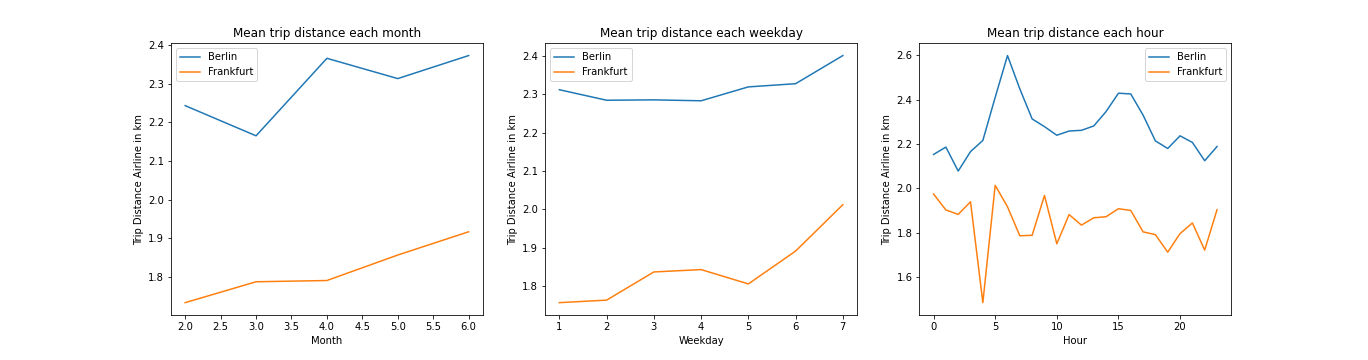 Mean trip distance each month
Berlin
Frankfurt
2.4
2.3
2.2
2.1
2.0
1.9
1.8
Trip Distance Airline in km
2.0 2.5 3.0 3.5 4.0 4.5 5.0 5.5 6.0
Month
Mean trip distance each weekday
Berlin
Frankfurt
2.4
2.3
2.2
2.1
2.0
1.9
1.8
Trip Distance Airline in km
1 2 3 4 5 6 7
Weekday
Mean trip distance each hour
Berlin
Frankfurt
2.6
2.4
2.2
2.0
1.8
1.6
Trip Distance Airline in km
0 5 10 15 20
Hour